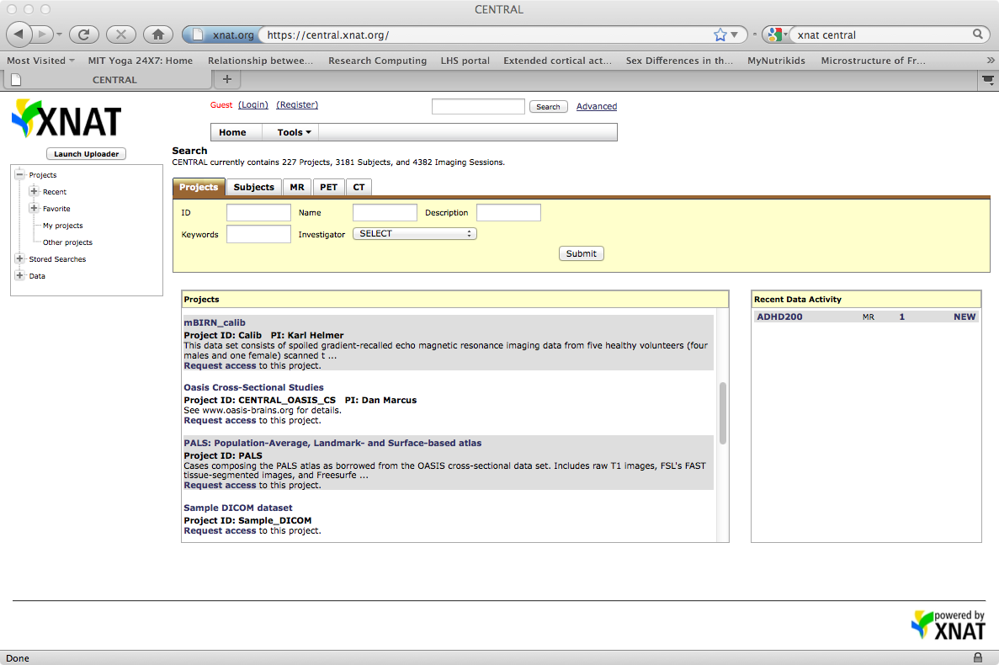 CENTRAL
xnat.org https://central.xnat.org/ xnat central
Most Visited MIT Yoga 24X7: Home Relationship betwee... Research Computing LHS portal Extended cortical act... Sex Differences in th... MyNutrikids Microstructure of Fr... »
CENTRAL +
XNAT
Guest (Login) (Register) Search Advanced
Home Tools
Launch Uploader
Projects
Recent
Favorite
My projects
Other projects
Stored Searches
Data
Search
CENTRAL currently contains 227 Projects, 3181 Subjects, and 4382 Imaging Sessions.
Projects Subjects MR PET CT
ID Name Description
Keywords Investigator SELECT
Submit
Projects
mBIRN_calib
Project ID: Calib PI: Karl Helmer
This data set consists of spoiled gradient-recalled echo magnetic resonance imaging data from five healthy volunteers (four
males and one female) scanned t ...
Request access to this project.
Oasis Cross-Sectional Studies
Project ID: CENTRAL_OASIS_CS PI: Dan Marcus
See www.oasis-brains.org for details.
Request access to this project.
PALS: Population-Average, Landmark- and Surface-based atlas
Project ID: PALS
Cases composing the PALS atlas as borrowed from the OASIS cross-sectional data set. Includes raw T1 images, FSL's FAST
tissue-segmented images, and Freesurfe ...
Request access to this project.
Sample DICOM dataset
Project ID: Sample_DICOM
Request access to this project.
Recent Data Activity
ADHD200 MR 1 NEW
powered by
XNAT
Done